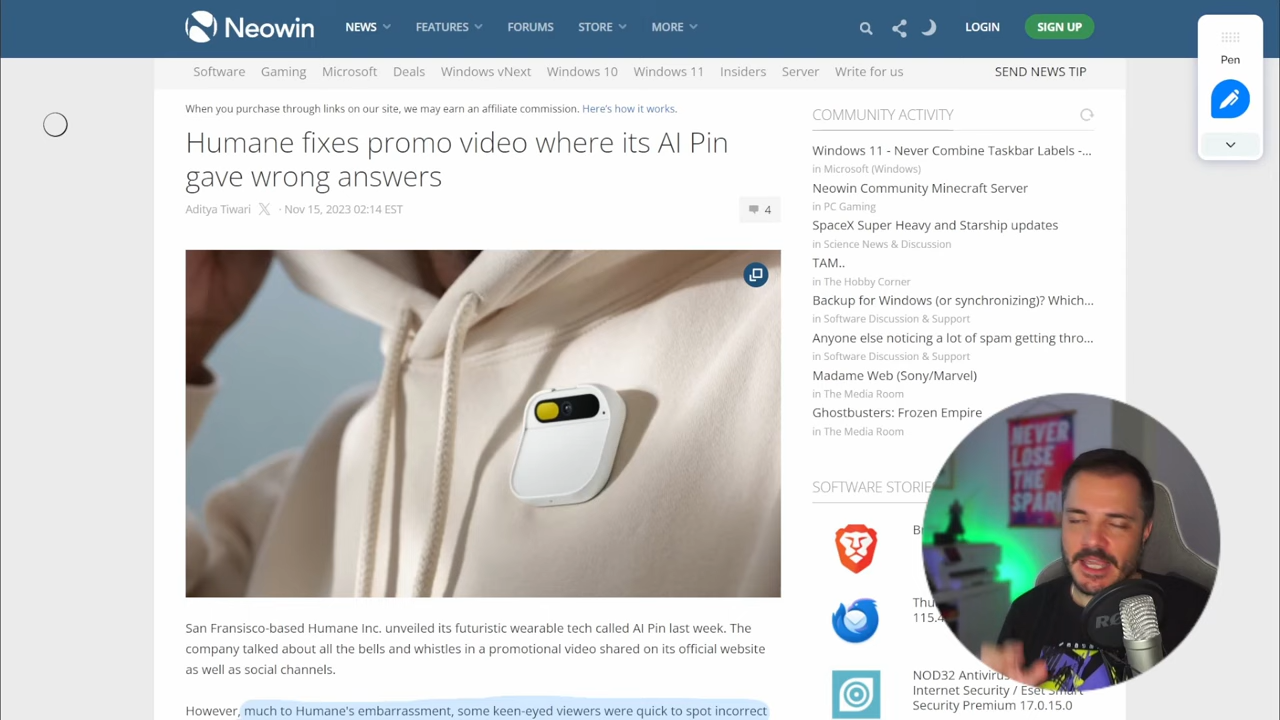 Neowin
NEWS FEATURES FORUMS STORE MORE LOGIN SIGN UP
Software Gaming Microsoft Deals Windows vNext Windows 10 Windows 11 Insiders Server Write for us SEND NEWS TIP
Pen
When you purchase through links on our site, we may earn an affiliate commission. Here's how it works.
Humane fixes promo video where its AI Pin
gave wrong answers
Aditya Tiwari · Nov 15, 2023 02:14 EST
4
San Fransisco-based Humane Inc. unveiled its futuristic wearable tech called AI Pin last week. The
company talked about all the bells and whistles in a promotional video shared on its official website
as well as social channels.
However, much to Humane's embarrassment, some keen-eyed viewers were quick to spot incorrect
COMMUNITY ACTIVITY
Windows 11 - Never Combine Taskbar Labels -...
in Microsoft (Windows)
Neowin Community Minecraft Server
in PC Gaming
SpaceX Super Heavy and Starship updates
in Science News & Discussion
TAM..
in The Hobby Corner
Backup for Windows (or synchronizing)? Which...
in Software Discussion & Support
Anyone else noticing a lot of spam getting thro...
in Software Discussion & Support
Madame Web (Sony/Marvel)
in The Media Room
Ghostbusters: Frozen Empire
in The Media Room
SOFTWARE STORIE
NEVER
LOSE
THE
SPARK
115.4
NOD32 Antivirus
Internet Security / Eset Smart
Security Premium 17.0.15.0